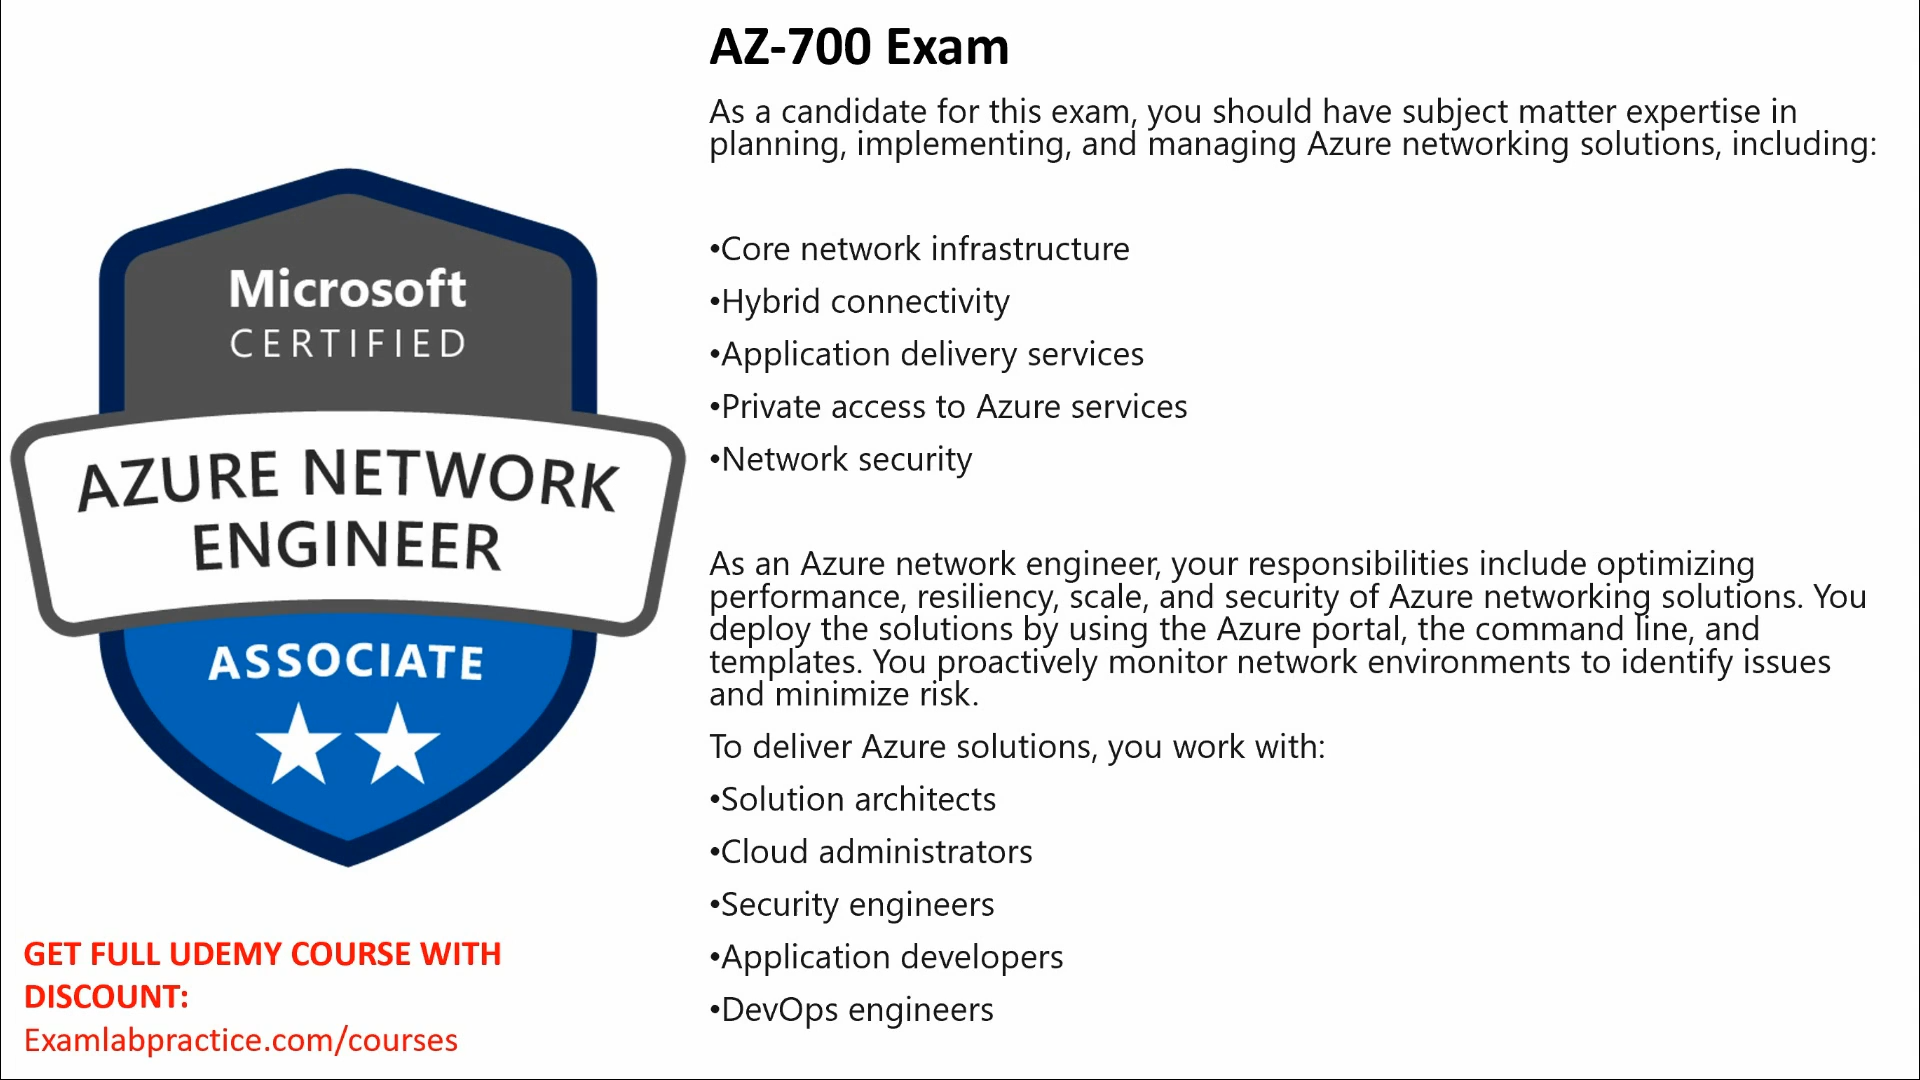 Microsoft
CERTIFIED
AZURE NETWORK
ENGINEER
ASSOCIATE
GET FULL UDEMY COURSE WITH
DISCOUNT:
Examlabpractice.com/courses
AZ-700 Exam
As a candidate for this exam, you should have subject matter expertise in
planning, implementing, and managing Azure networking solutions, including:
•Core network infrastructure
•Hybrid connectivity
•Application delivery services
•Private access to Azure services
•Network security
As an Azure network engineer, your responsibilities include optimizing
performance, resiliency, scale, and security of Azure networking solutions. You
deploy the solutions by using the Azure portal, the command line, and
templates. You proactively monitor network environments to identify issues
and minimize risk.
To deliver Azure solutions, you work with:
•Solution architects
•Cloud administrators
•Security engineers
•Application developers
•DevOps engineers